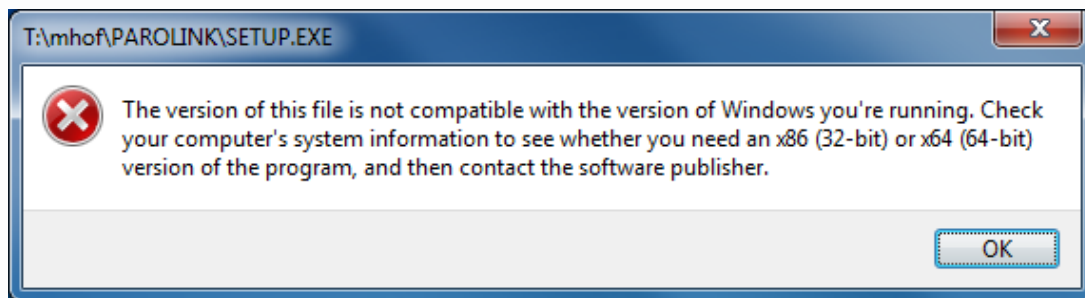 T:\mhof\PAROLINK\SETUP.EXE
The version of this file is not compatible with the version of Windows you're running. Check
your computer's system information to see whether you need an x86 (32-bit) or x64 (64-bit)
version of the program, and then contact the software publisher.
OK